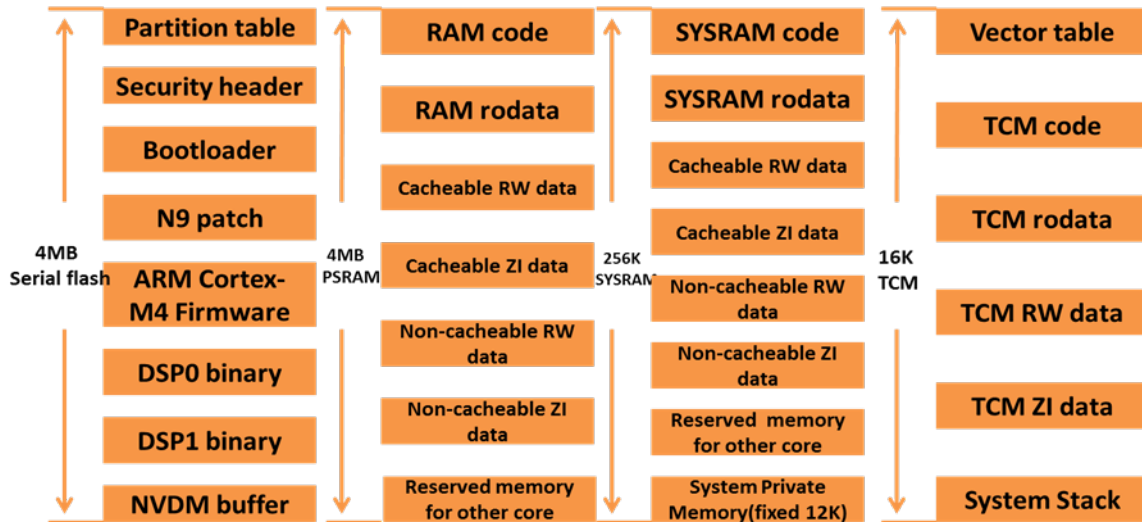 4MB
Serial flash
Partition table
Security header
Bootloader
N9 patch
ARM Cortex-
M4 Firmware
DSP0 binary
DSP1 binary
NVDM buffer
4MB
PSRAM
RAM code
RAM rodata
Cacheable RW data
Cacheable ZI data
Non-cacheable RW
data
Non-cacheable ZI
data
Reserved memory
for other core
256K
SYSRAM
SYSRAM code
SYSRAM rodata
Cacheable RW data
Cacheable ZI data
Non-cacheable RW
data
Non-cacheable ZI
data
Reserved memory
for other core
System Private
Memory(fixed 12K)
16K
TCM
Vector table
TCM code
TCM rodata
TCM RW data
TCM ZI data
System Stack